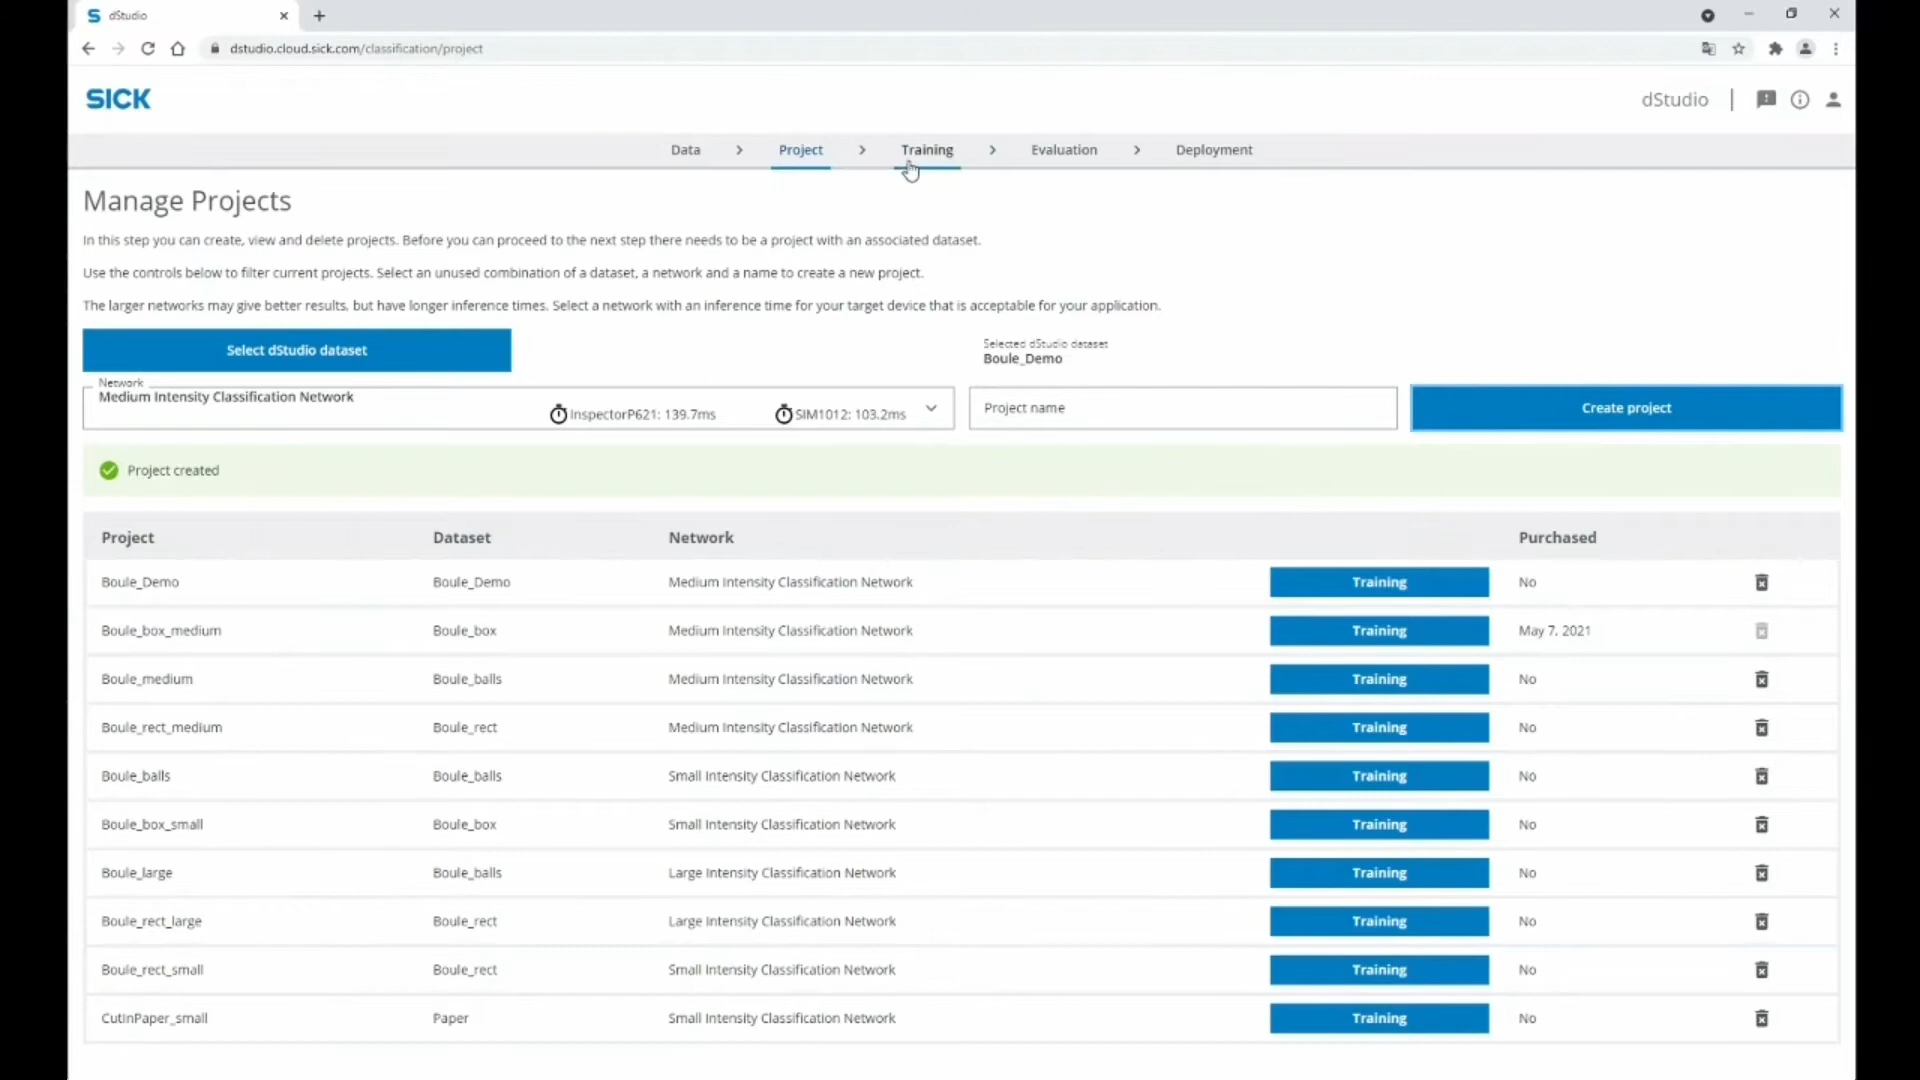 dStudio
dstudio.cloud.sick.com/classification/project
SICK
dStudio
Data
Project
Training
Evaluation
Deployment
Manage Projects
In this step you can create, view and delete projects. Before you can proceed to the next step there needs to be a project with an associated dataset.
Use the controls below to filter current projects. Select an unused combination of a dataset, a network and a name to create a new project.
The larger networks may give better results, but have longer inference times. Select a network with an inference time for your target device that is acceptable for your application.
Select dStudio dataset
Selected dStudio dataset
Boule_Demo
Network
Medium Intensity Classification Network
InspectorP621: 139.7ms
SIM1012: 103.2ms
Project name
Create project
Project created
Project Dataset Network Purchased
Boule_Demo Boule_Demo Medium Intensity Classification Network Training No
Boule_box_medium Boule_box Medium Intensity Classification Network Training May 7, 2021
Boule_medium Boule_balls Medium Intensity Classification Network Training No
Boule_rect_medium Boule_rect Medium Intensity Classification Network Training No
Boule_balls Boule_balls Small Intensity Classification Network Training No
Boule_box_small Boule_box Small Intensity Classification Network Training No
Boule_large Boule_balls Large Intensity Classification Network Training No
Boule_rect_large Boule_rect Large Intensity Classification Network Training No
Boule_rect_small Boule_rect Small Intensity Classification Network Training No
CutInPaper_small Paper Small Intensity Classification Network Training No